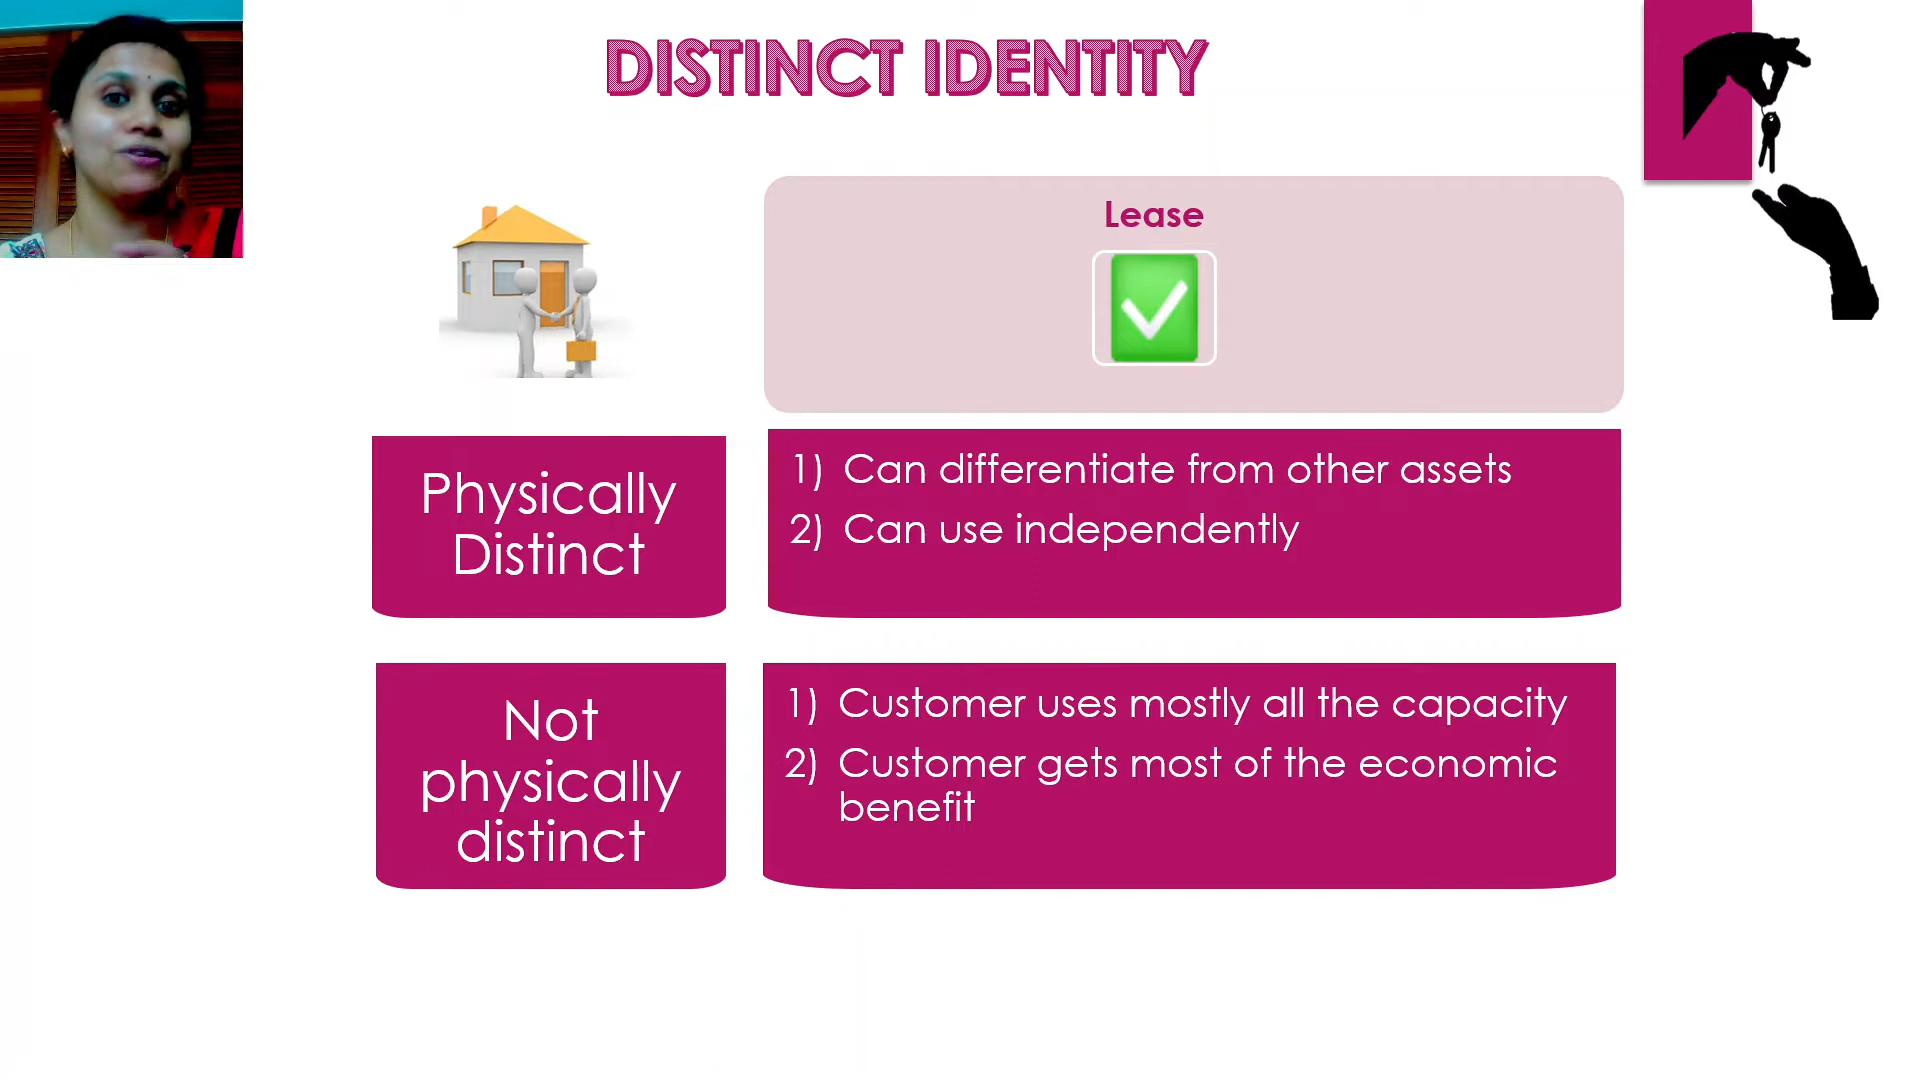 DISTINCT IDENTITY
Lease
Physically
Distinct
1) Can differentiate from other assets
2) Can use independently
Not
physically
distinct
1) Customer uses mostly all the capacity
2) Customer gets most of the economic
benefit